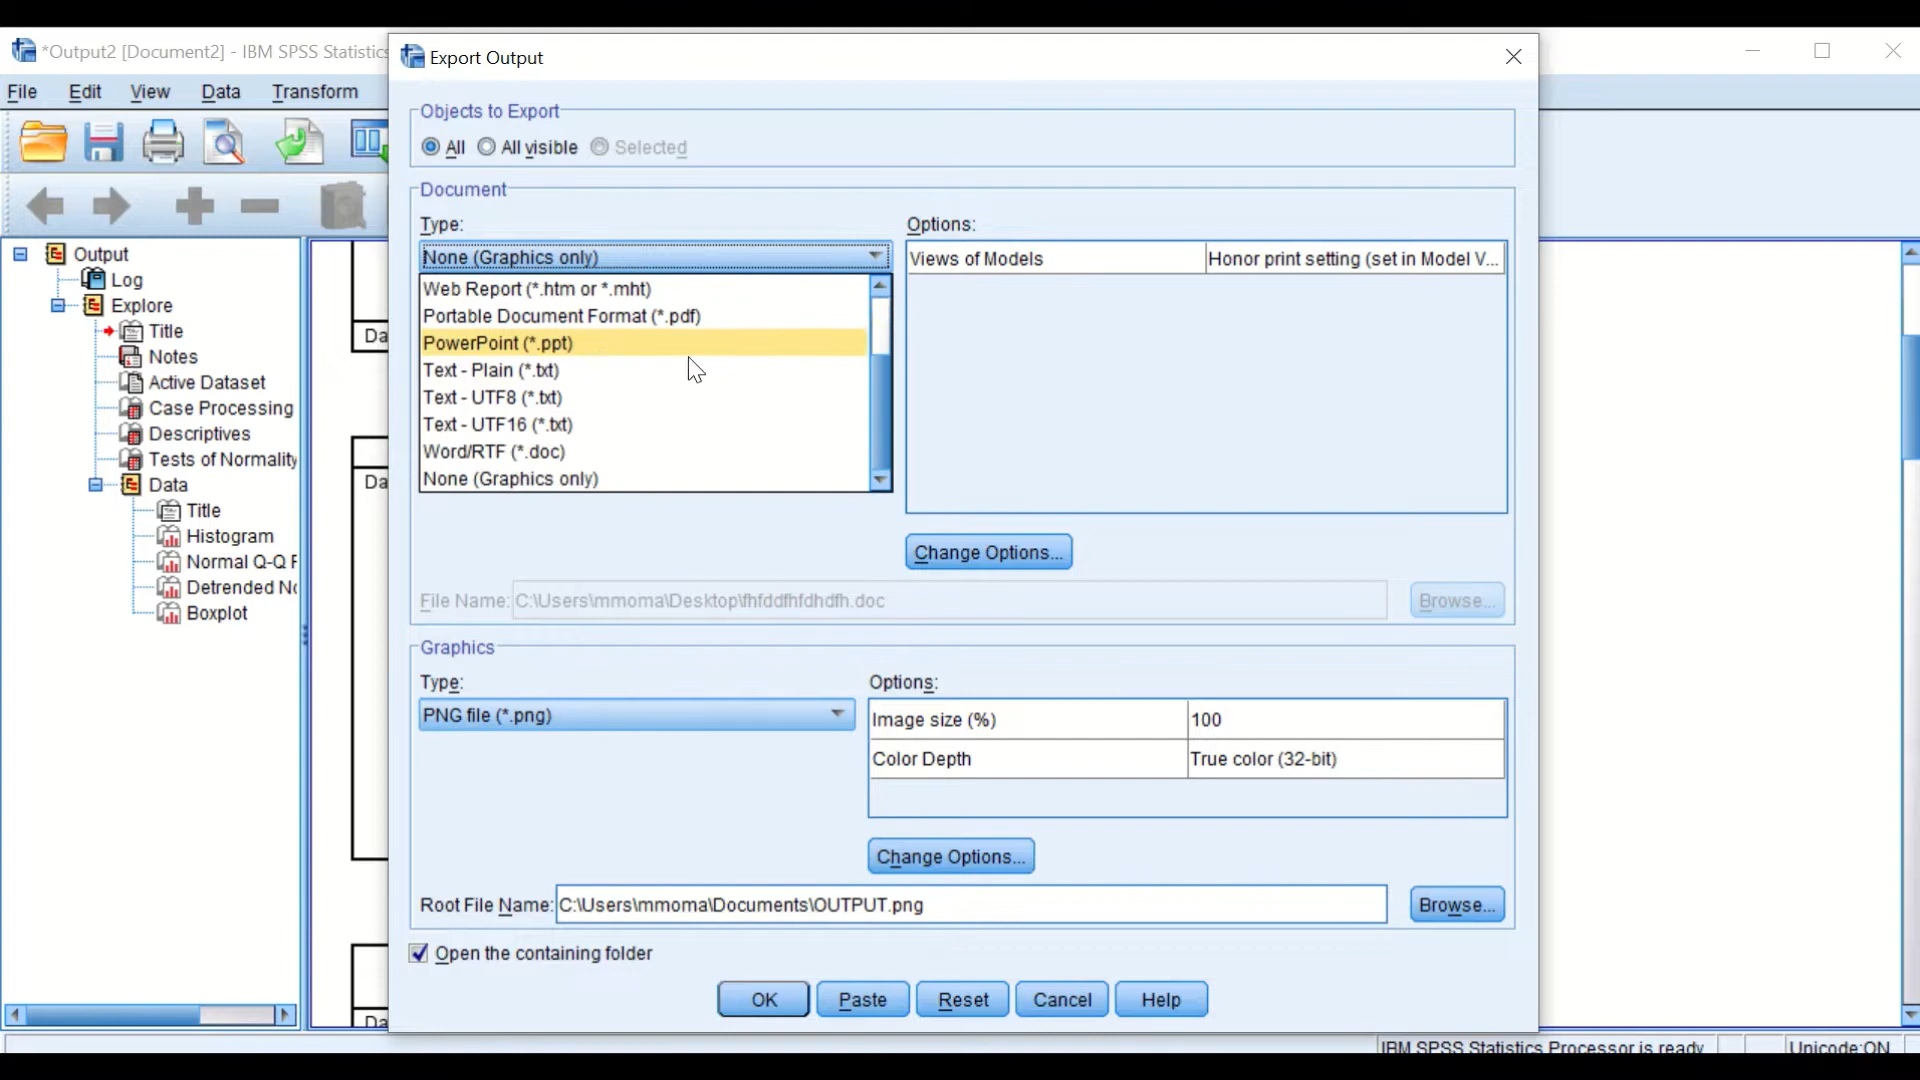 *Output2 [Document2] - IBM SPSS Statistics
File Edit View Data Transform
Output
Log
Explore
Title
Notes
Active Dataset
Case Processing
Descriptives
Tests of Normality
Data
Title
Histogram
Normal Q-Q
Detrended
Boxplot
Da
Da
Da
Export Output
Objects to Export
All All visible Selected
Document
Type:
None (Graphics only)
Web Report (*.htm or *.mht)
Portable Document Format (*.pdf)
PowerPoint (*.ppt)
Text - Plain (*.txt)
Text - UTF8 (*.txt)
Text - UTF16 (*.txt)
Word/RTF (*.doc)
None (Graphics only)
Options:
Views of Models Honor print setting (set in Model V...
Change Options...
File Name: C:\Users\mmoma\Desktop\fhfddfhfdhdfh.doc Browse...
Graphics
Type:
PNG file (*.png)
Options:
Image size (%) 100
Color Depth True color (32-bit)
Change Options...
Root File Name: C:\Users\mmoma\Documents\OUTPUT.png Browse...
Open the containing folder
OK Paste Reset Cancel Help
IBM SPSS Statistics Processor is ready Unicode:ON